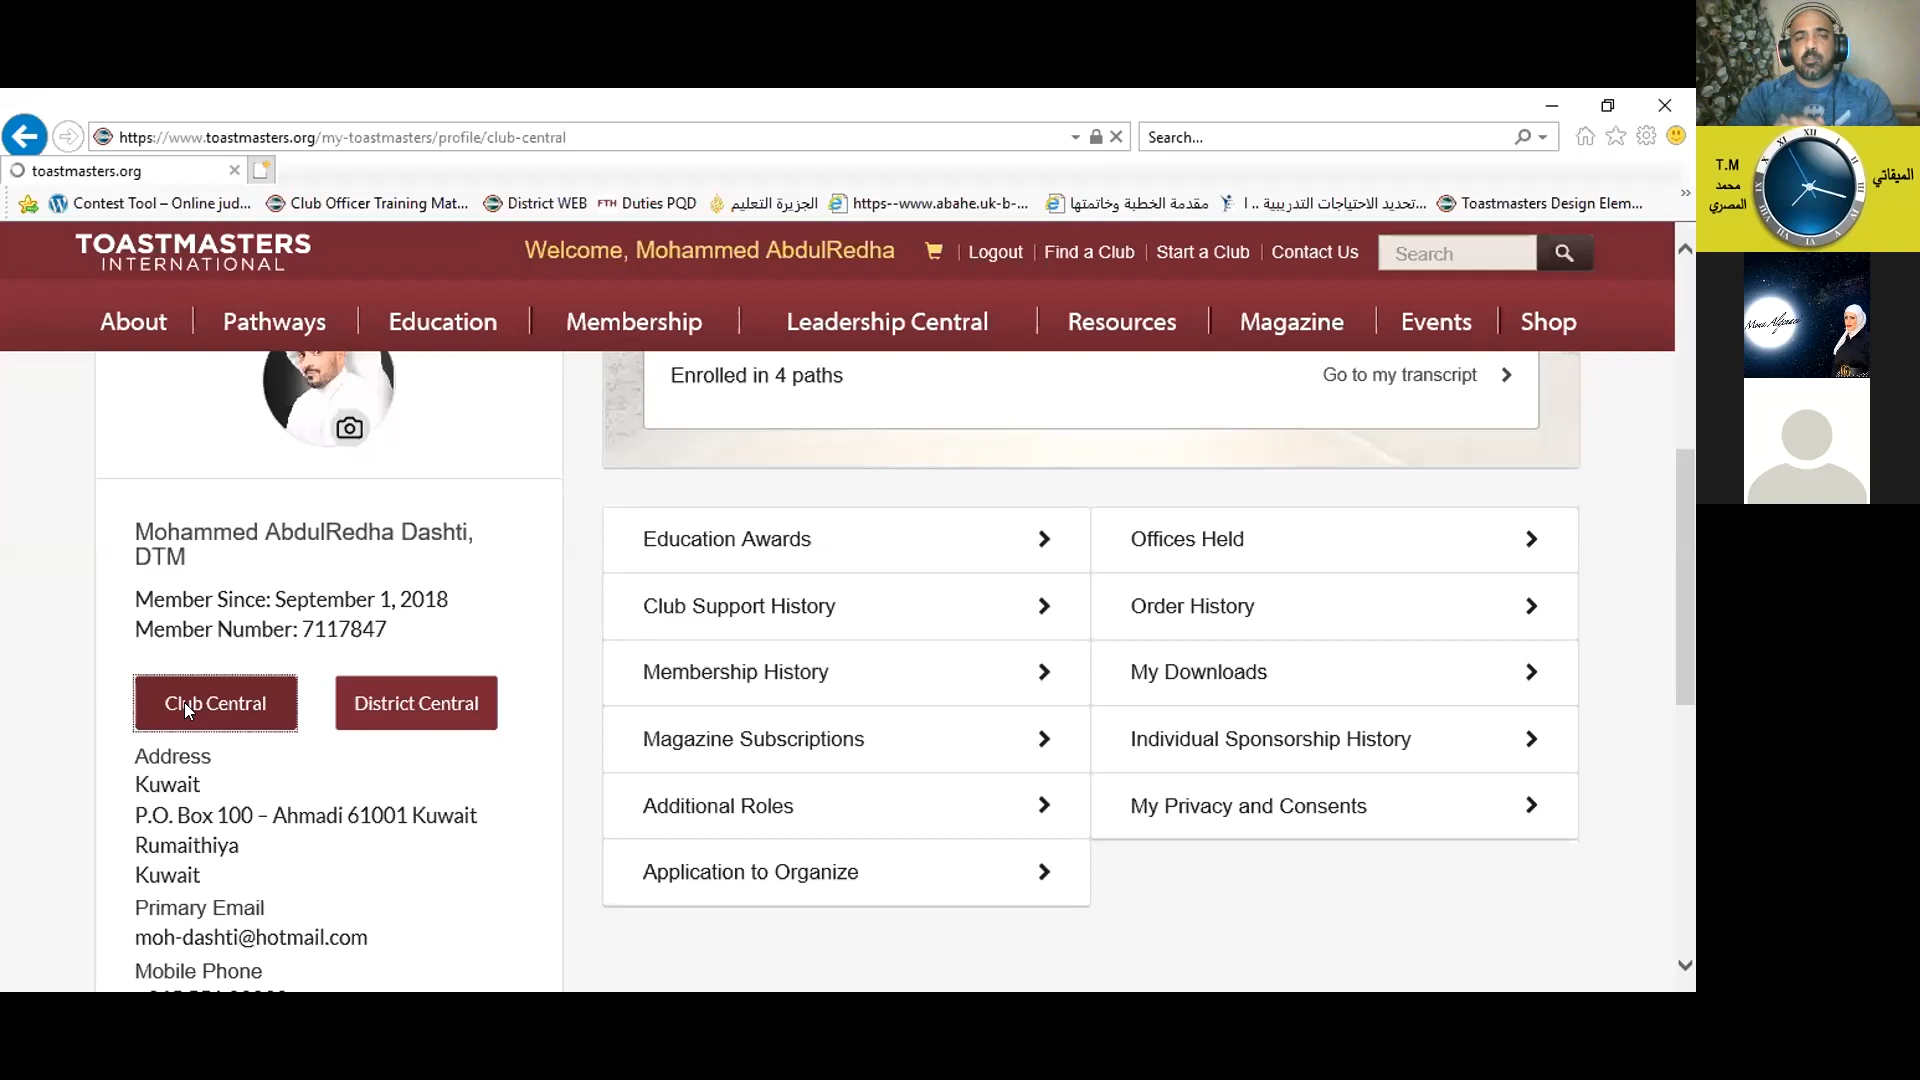 https://www.toastmasters.org/my-toastmasters/profile/club-central
Search...
toastmasters.org
Contest Tool – Online jud...
Club Officer Training Mat...
District WEB
FTH Duties PQD
الجزيرة التعليم
https--www.abahe.uk-b-...
مقدمة الخطبة وخاتمتها
تحديد الاحتياجات التدريبية .. ا...
Toastmasters Design Elem...
TOASTMASTERS
INTERNATIONAL
Welcome, Mohammed AbdulRedha
Logout
Find a Club
Start a Club
Contact Us
Search
About
Pathways
Education
Membership
Leadership Central
Resources
Magazine
Events
Shop
Enrolled in 4 paths
Go to my transcript
Mohammed AbdulRedha Dashti,
DTM
Member Since: September 1, 2018
Member Number: 7117847
Club Central
District Central
Address
Kuwait
P.O. Box 100 – Ahmadi 61001 Kuwait
Rumaithiya
Kuwait
Primary Email
moh-dashti@hotmail.com
Mobile Phone
Education Awards
Offices Held
Club Support History
Order History
Membership History
My Downloads
Magazine Subscriptions
Individual Sponsorship History
Additional Roles
My Privacy and Consents
Application to Organize
T.M
محمد
المصري
الميقاتي
XII